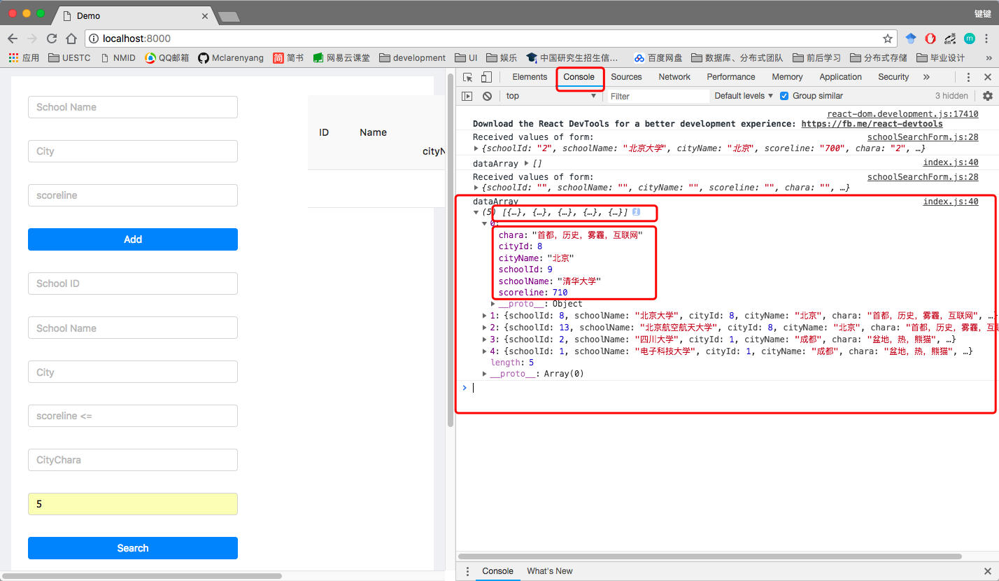 Demo
键键
localhost:8000
应用
UESTC
NMID
QQ邮箱
Mclarenyang
简 简书
网易云课堂
development
UI
娱乐
中国研究生招生信…
百度网盘
数据库、分布式团队
前后学习
分布式存储
毕业设计
»
School Name
City
scoreline
Add
School ID
School Name
City
scoreline <=
CityChara
5
Search
ID Name
cityN
Elements Console Sources Network Performance Memory Application Security »
top Filter Default levels Group similar 3 hidden
react-dom.development.js:17410
Download the React DevTools for a better development experience: https://fb.me/react-devtools
Received values of form: schoolSearchForm.js:28
{schoolId: "2", schoolName: "北京大学", cityName: "北京", scoreline: "700", chara: "2", …}
dataArray ▶ [] index.js:40
Received values of form: schoolSearchForm.js:28
{schoolId: "", schoolName: "", cityName: "", scoreline: "", chara: "", …}
dataArray index.js:40
(5) [{…}, {…}, {…}, {…}, {…}] i
0:
chara: "首都，历史，雾霾，互联网"
cityId: 8
cityName: "北京"
schoolId: 9
schoolName: "清华大学"
scoreline: 710
__proto__: Object
1: {schoolId: 8, schoolName: "北京大学", cityId: 8, cityName: "北京", chara: "首都，历史，雾霾，互联网", …}
2: {schoolId: 13, schoolName: "北京航空航天大学", cityId: 8, cityName: "北京", chara: "首都，历史，雾霾，互
3: {schoolId: 2, schoolName: "四川大学", cityId: 1, cityName: "成都", chara: "盆地，热，熊猫", …}
4: {schoolId: 1, schoolName: "电子科技大学", cityId: 1, cityName: "成都", chara: "盆地，热，熊猫", …}
length: 5
__proto__: Array(0)
>
Console What's New